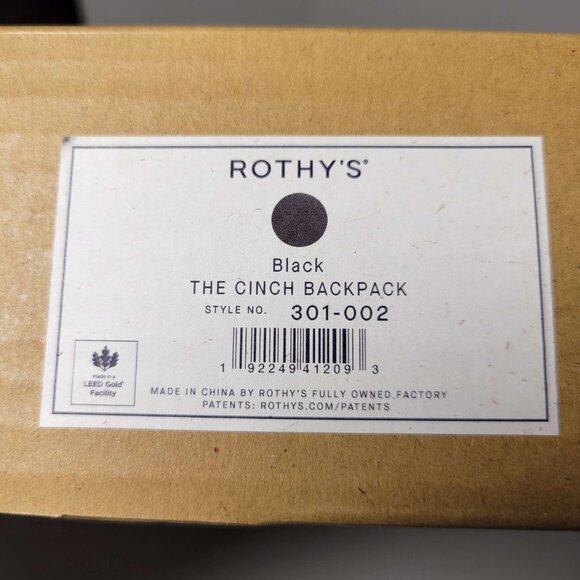 ROTHY'S®
Black
THE CINCH BACKPACK
STYLE NO. 301-002
1 92249 41209 3
Made in a
LEED Gold®
Facility
MADE IN CHINA BY ROTHY'S FULLY OWNED FACTORY
PATENTS: ROTHYS.COM/PATENTS